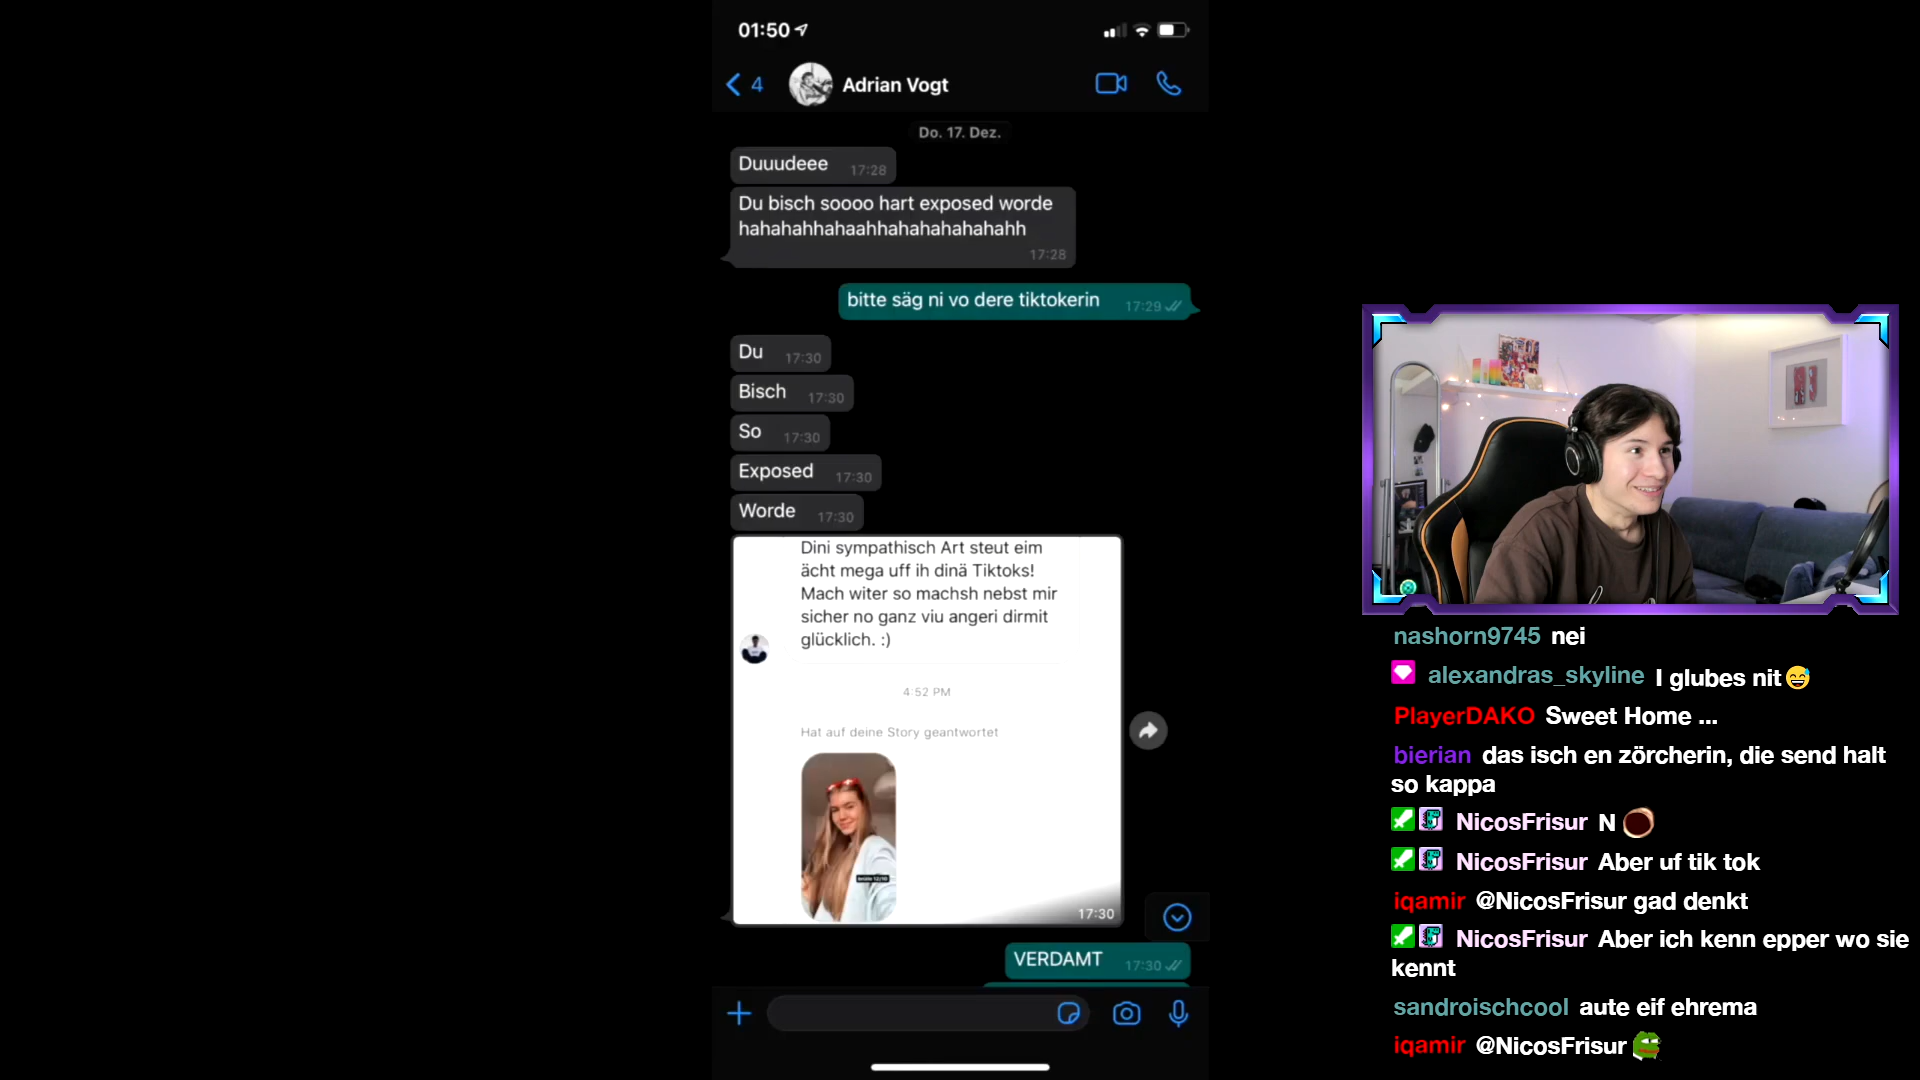 01:50
4
Adrian Vogt
Do. 17. Dez.
Duuudeee 17:28
Du bisch soooo hart exposed worde
hahahahhahaahhahahahahahahh
17:28
bitte säg ni vo dere tiktokerin 17:29
Du 17:30
Bisch 17:30
So 17:30
Exposed 17:30
Worde 17:30
Dini sympathisch Art steut eim
ächt mega uff ih dinä Tiktoks!
Mach witer so machsh nebst mir
sicher no ganz viu angeri dirmit
glücklich. :)
4:52 PM
Hat auf deine Story geantwortet
17:30
VERDAMT 17:30
nashorn9745 nei
alexandras_skyline I glubes nit😅
PlayerDAKO Sweet Home ...
bierian das isch en zörcherin, die send halt
so kappa
NicosFrisur N
NicosFrisur Aber uf tik tok
iqamir @NicosFrisur gad denkt
NicosFrisur Aber ich kenn epper wo sie
kennt
sandroischcool aute eif ehrema
iqamir @NicosFrisur